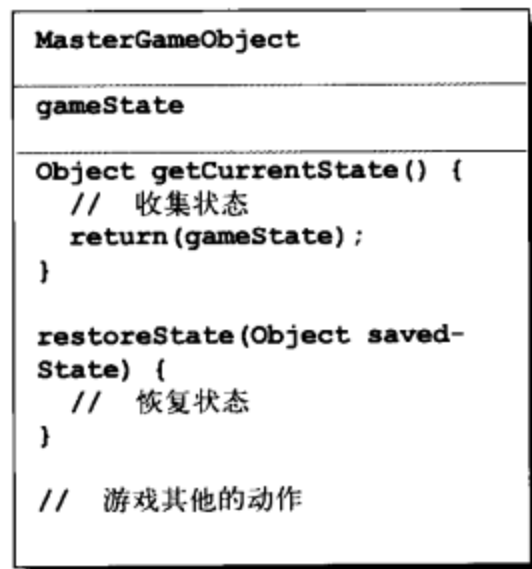 MasterGameObject
gameState
Object getCurrentState() {
// 收集状态
return(gameState);
}
restoreState(Object saved-
State) {
// 恢复状态
}
// 游戏其他的动作